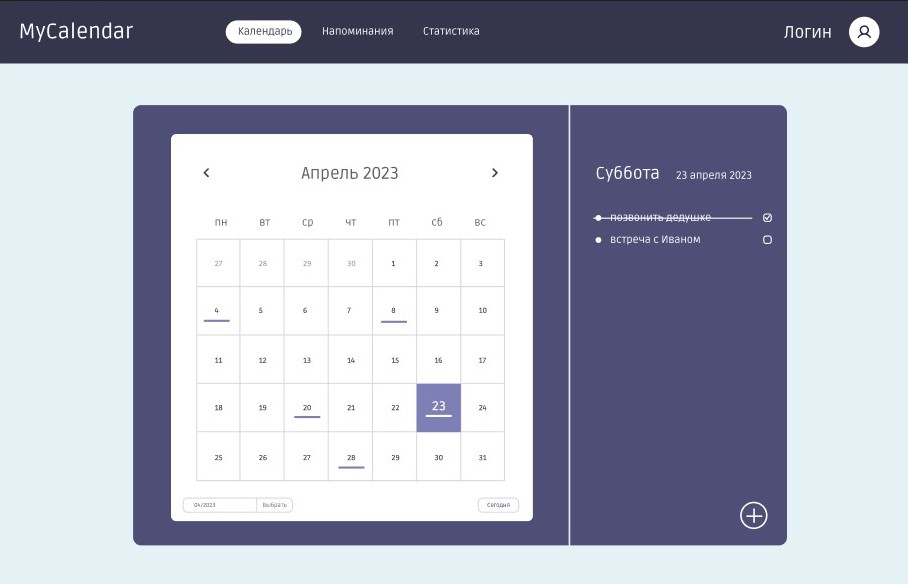 MyCalendar Календарь Напоминания Статистика Логин
Апрель 2023
пн вт ср чт пт сб вс
27 28 29 30 1 2 3
4 5 6 7 8 9 10
11 12 13 14 15 16 17
18 19 20 21 22 23 24
25 26 27 28 29 30 31
04/2023 Выбрать Сегодня
Суббота 23 апреля 2023
позвонить дедушке
встреча с Иваном